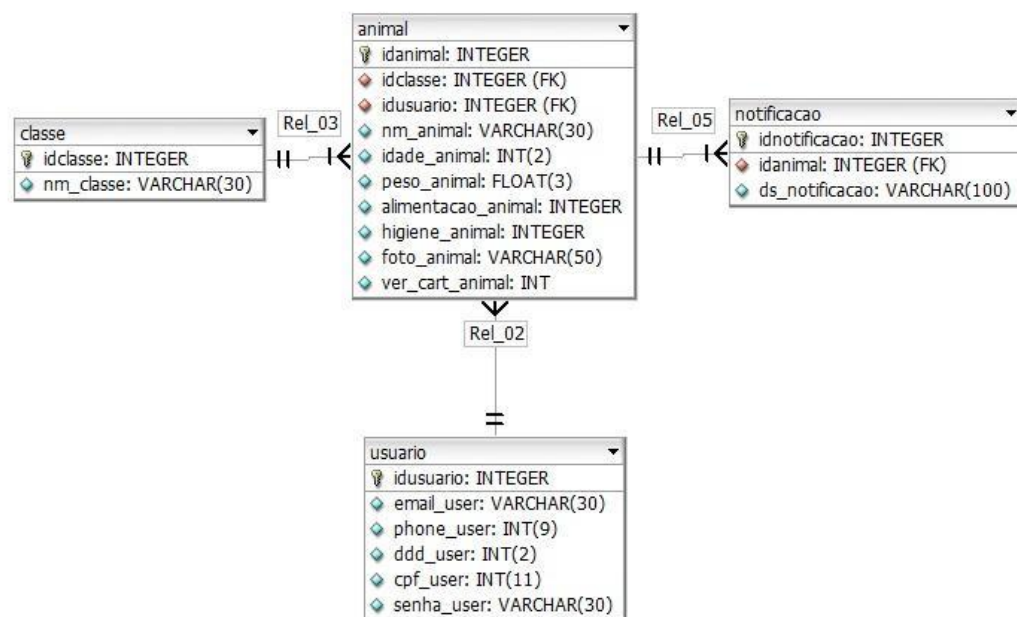 animal
idanimal: INTEGER
idclasse: INTEGER (FK)
idusuario: INTEGER (FK)
nm_animal: VARCHAR(30)
idade_animal: INT(2)
peso_animal: FLOAT(3)
alimentacao_animal: INTEGER
higiene_animal: INTEGER
foto_animal: VARCHAR(50)
ver_cart_animal: INT
Rel_03
classe
idclasse: INTEGER
nm_classe: VARCHAR(30)
Rel_05
notificacao
idnotificacao: INTEGER
idanimal: INTEGER (FK)
ds_notificacao: VARCHAR(100)
Rel_02
usuario
idusuario: INTEGER
email_user: VARCHAR(30)
phone_user: INT(9)
ddd_user: INT(2)
cpf_user: INT(11)
senha_user: VARCHAR(30)